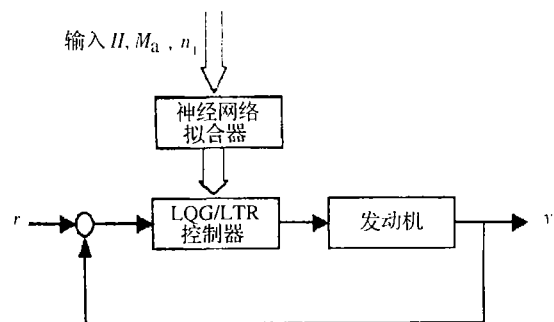 输入 H, Ma, n1
神经网络
拟合器
r
LQG/LTR
控制器
发动机
y